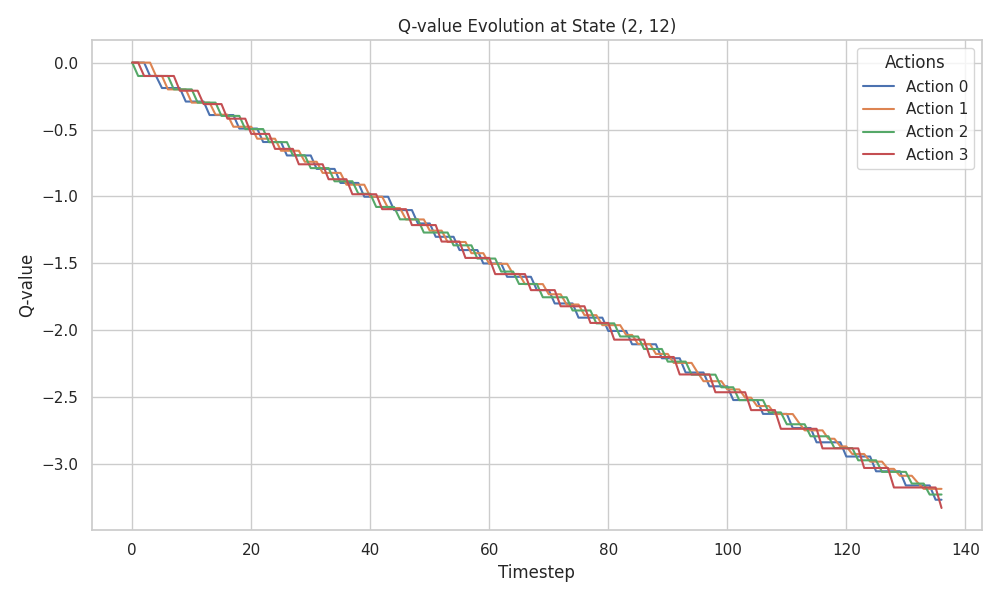 Q-value Evolution at State (2, 12)
Actions
Action 0
Action 1
Action 2
Action 3
Q-value
0.0
−0.5
−1.0
−1.5
−2.0
−2.5
−3.0
0 20 40 60 80 100 120 140
Timestep